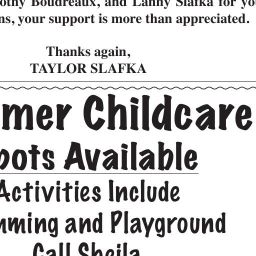 othy Boudreaux, and Lanny Slafka for yo
ns, your support is more than appreciated.
Thanks again,
TAYLOR SLAFKA
mer Childcare
pots Available
Activities Include
mming and Playground
Call Sheila